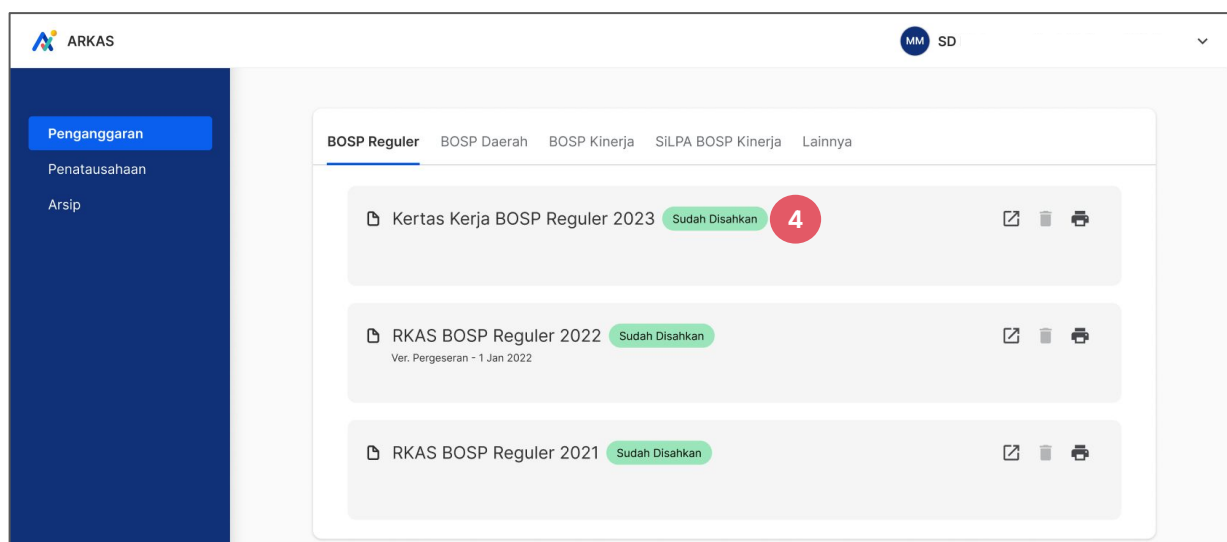 ARKAS
MM SD
Penganggaran
Penatausahaan
Arsip
BOSP Reguler BOSP Daerah BOSP Kinerja SiLPA BOSP Kinerja Lainnya
Kertas Kerja BOSP Reguler 2023 Sudah Disahkan 4
RKAS BOSP Reguler 2022 Sudah Disahkan
Ver. Pergeseran - 1 Jan 2022
RKAS BOSP Reguler 2021 Sudah Disahkan